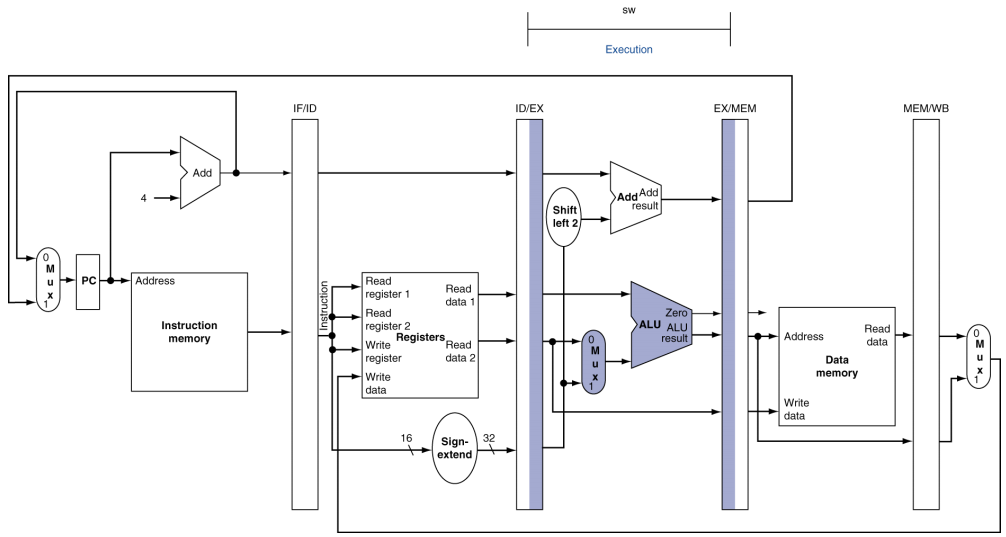 sw
Execution
IF/ID
ID/EX
EX/MEM
MEM/WB
Add
4
Shift
left 2
Add
Add
result
0
M
u
x
1
PC
Address
Instruction
memory
Instruction
Read
register 1
Read
register 2
Write
register
Write
data
Registers
Read
data 1
Read
data 2
16
Sign-
extend
32
0
M
u
x
1
ALU
Zero
ALU
result
Address
Write
data
Data
memory
Read
data
0
M
u
x
1